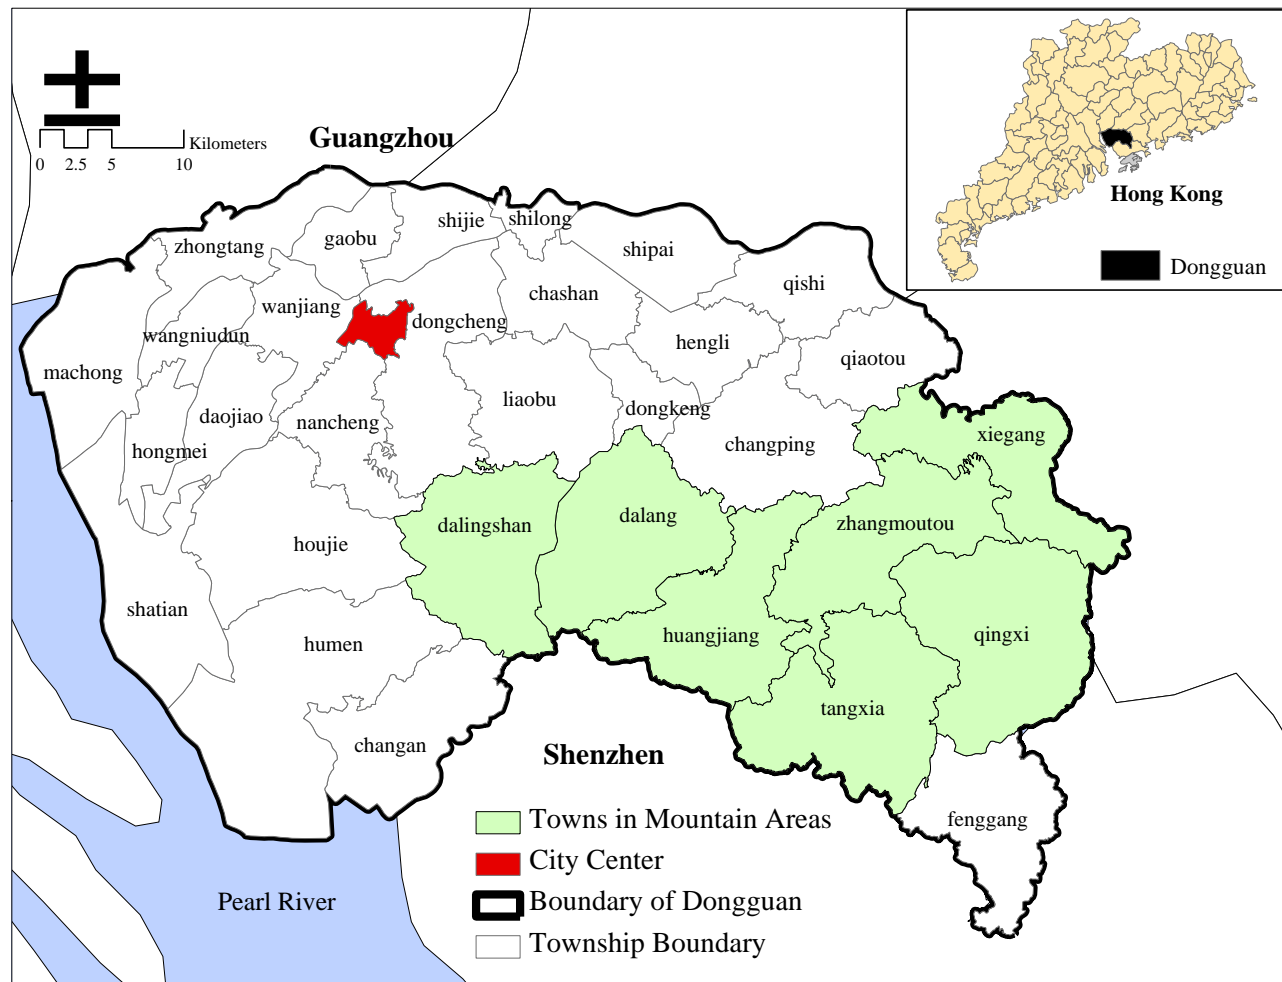 Kilometers
0 2.5 5 10
Guangzhou
Hong Kong
Dongguan
shijie
shilong
gaobu
zhongtang
shipai
qishi
chashan
wanjiang
dongcheng
wangniudun
hengli
qiaotou
machong
liaobu
dongkeng
daojiao
nancheng
xiegang
changping
hongmei
dalang
zhangmoutou
dalingshan
houjie
shatian
huangjiang
qingxi
humen
tangxia
changan
Shenzhen
fenggang
Towns in Mountain Areas
City Center
Boundary of Dongguan
Township Boundary
Pearl River